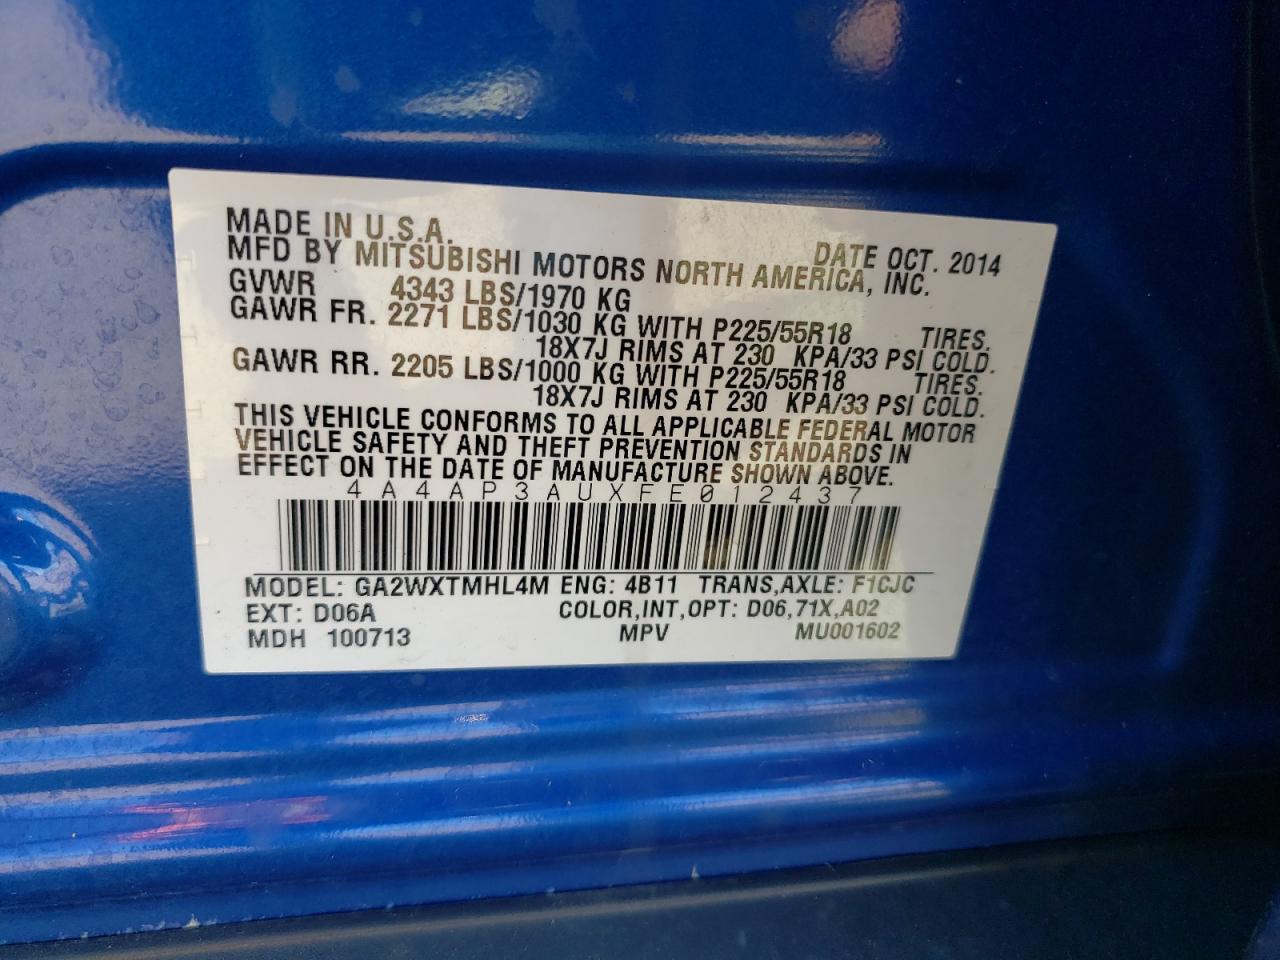 MADE IN U.S.A. DATE OCT. 2014
MFD BY MITSUBISHI MOTORS NORTH AMERICA, INC.
GVWR 4343 LBS/1970 KG
GAWR FR. 2271 LBS/1030 KG WITH P225/55R18 TIRES.
18X7J RIMS AT 230 KPA/33 PSI COLD.
GAWR RR. 2205 LBS/1000 KG WITH P225/55R18 TIRES.
18X7J RIMS AT 230 KPA/33 PSI COLD.
THIS VEHICLE CONFORMS TO ALL APPLICABLE FEDERAL MOTOR
VEHICLE SAFETY AND THEFT PREVENTION STANDARDS IN
EFFECT ON THE DATE OF MANUFACTURE SHOWN ABOVE.
4A4AP3AUXFE012437
MODEL: GA2WXTMHL4M ENG: 4B11 TRANS,AXLE: F1CJC
EXT: D06A COLOR,INT,OPT: D06,71X,A02
MDH 100713 MPV MU001602